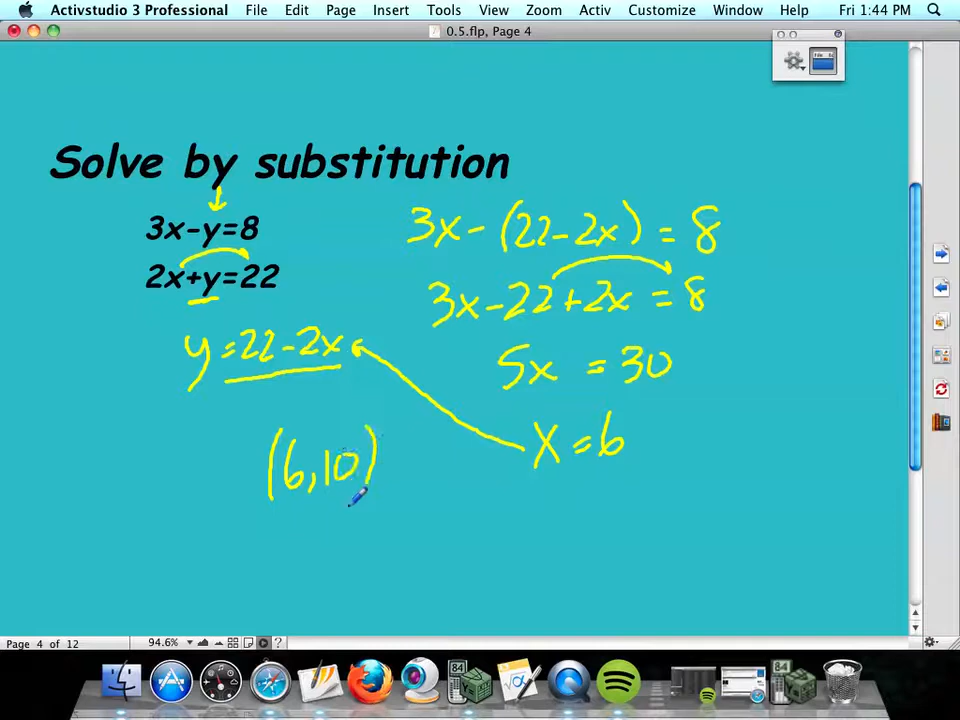 Activstudio 3 Professional File Edit Page Insert Tools View Zoom Activ Customize Window Help Fri 1:44 PM
0.5.flp, Page 4
Solve by substitution
3x-y=8
2x+y=22
y=22-2x
(6,10)
3x-(22-2x)=8
3x-22+2x=8
5x=30
x=6
Page 4 of 12 94.6% ?